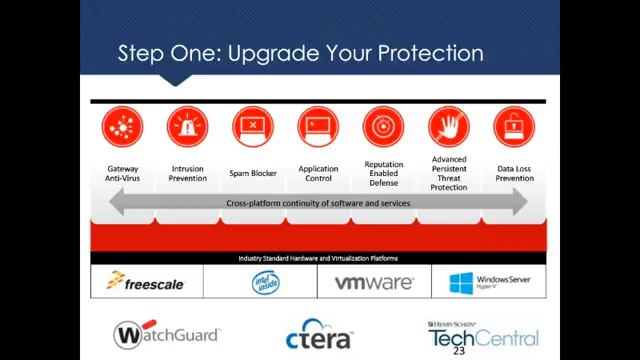 Step One: Upgrade Your Protection
Gateway
Anti-Virus
Intrusion
Prevention
Spam Blocker
Application
Control
Reputation
Enabled
Defense
Advanced
Persistent
Threat
Protection
Data Loss
Prevention
Cross-platform continuity of software and services
Industry Standard Hardware and Virtualization Platforms
freescale
intel
inside
vmware
Windows Server
Hyper-V
WatchGuard
ctera
HENRY SCHEIN
TechCentral
23